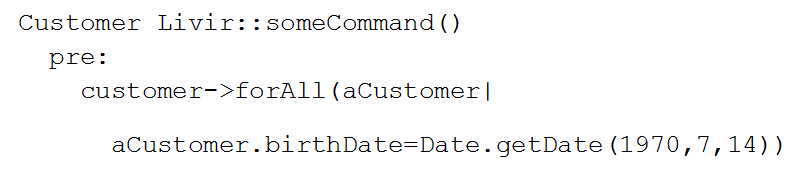 Customer Livir::someCommand()
pre:
customer->forAll(aCustomer|
aCustomer.birthDate=Date.getDate(1970,7,14))